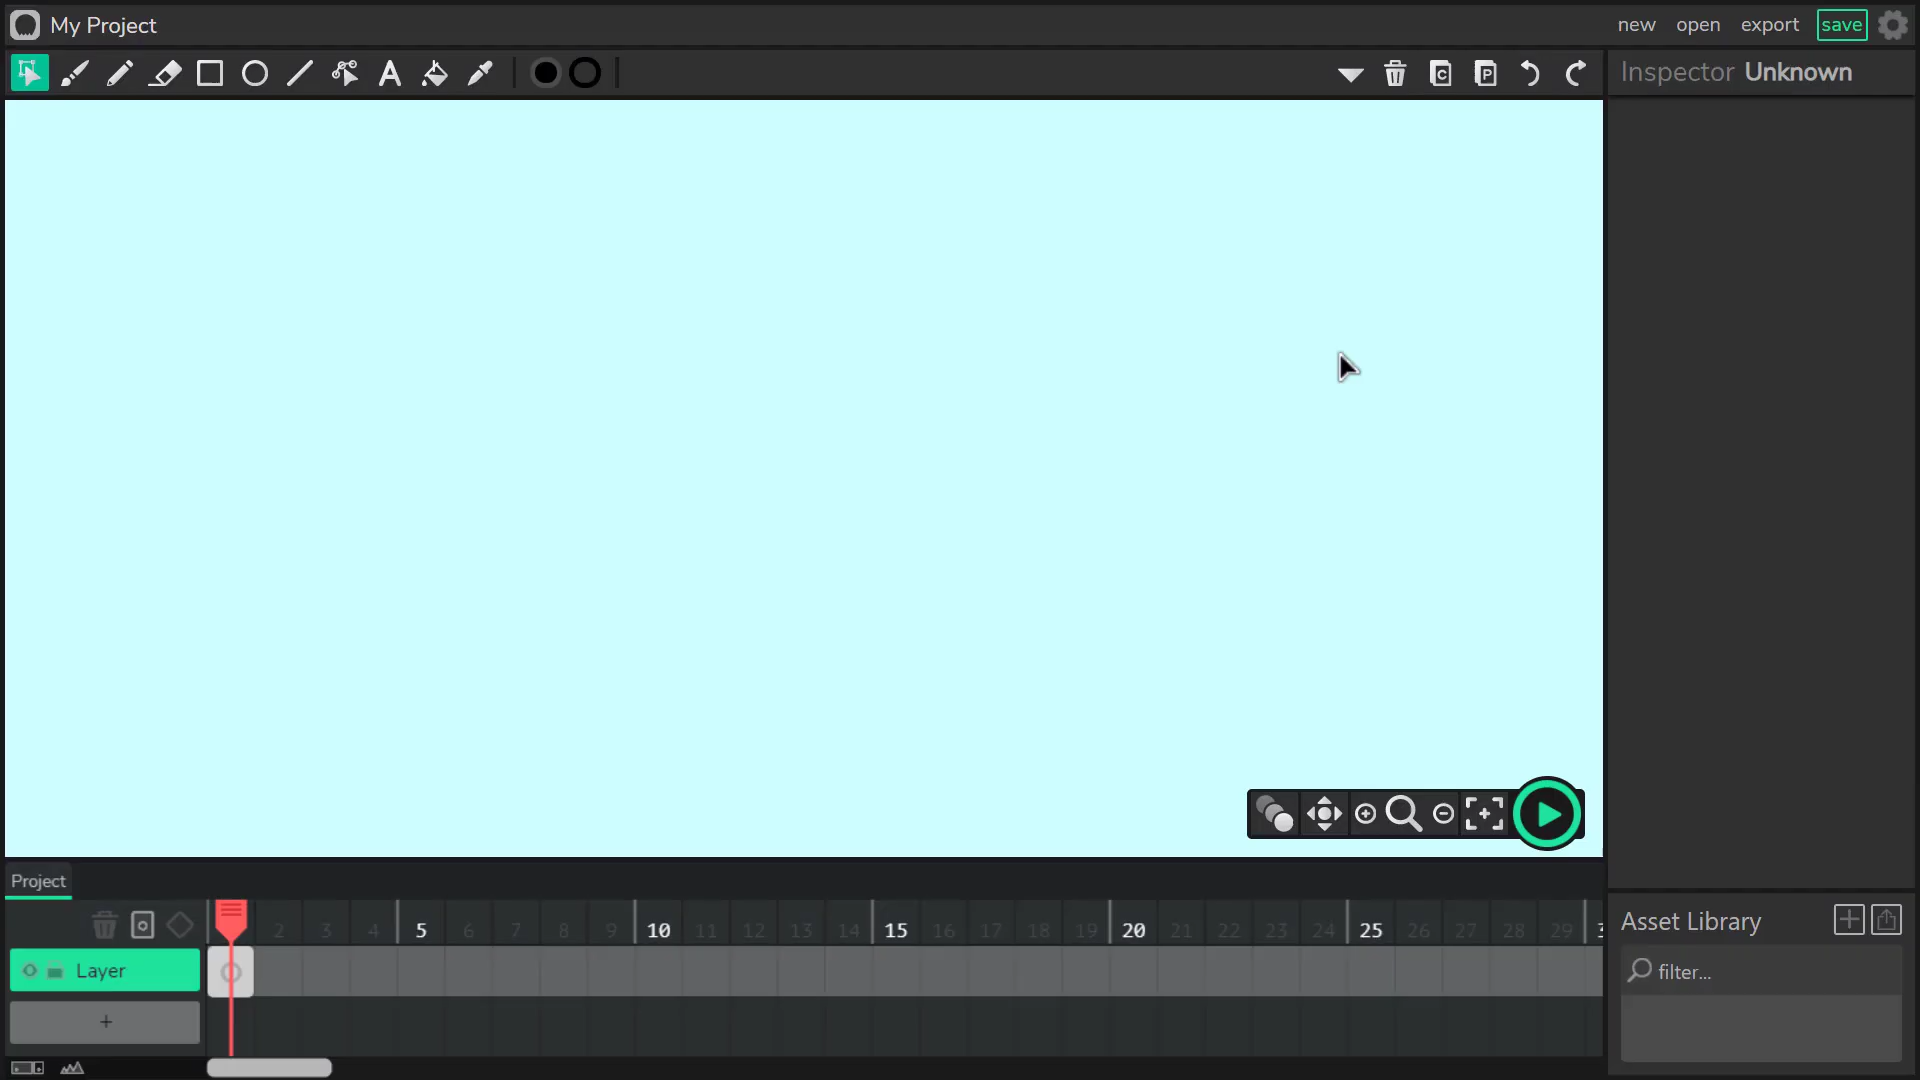 My Project
new open export save
Inspector Unknown
Project
2 3 4 5 6 7 8 9 10 11 12 13 14 15 16 17 18 19 20 21 22 23 24 25 26 27 28 29
Layer
+
Asset Library
filter...